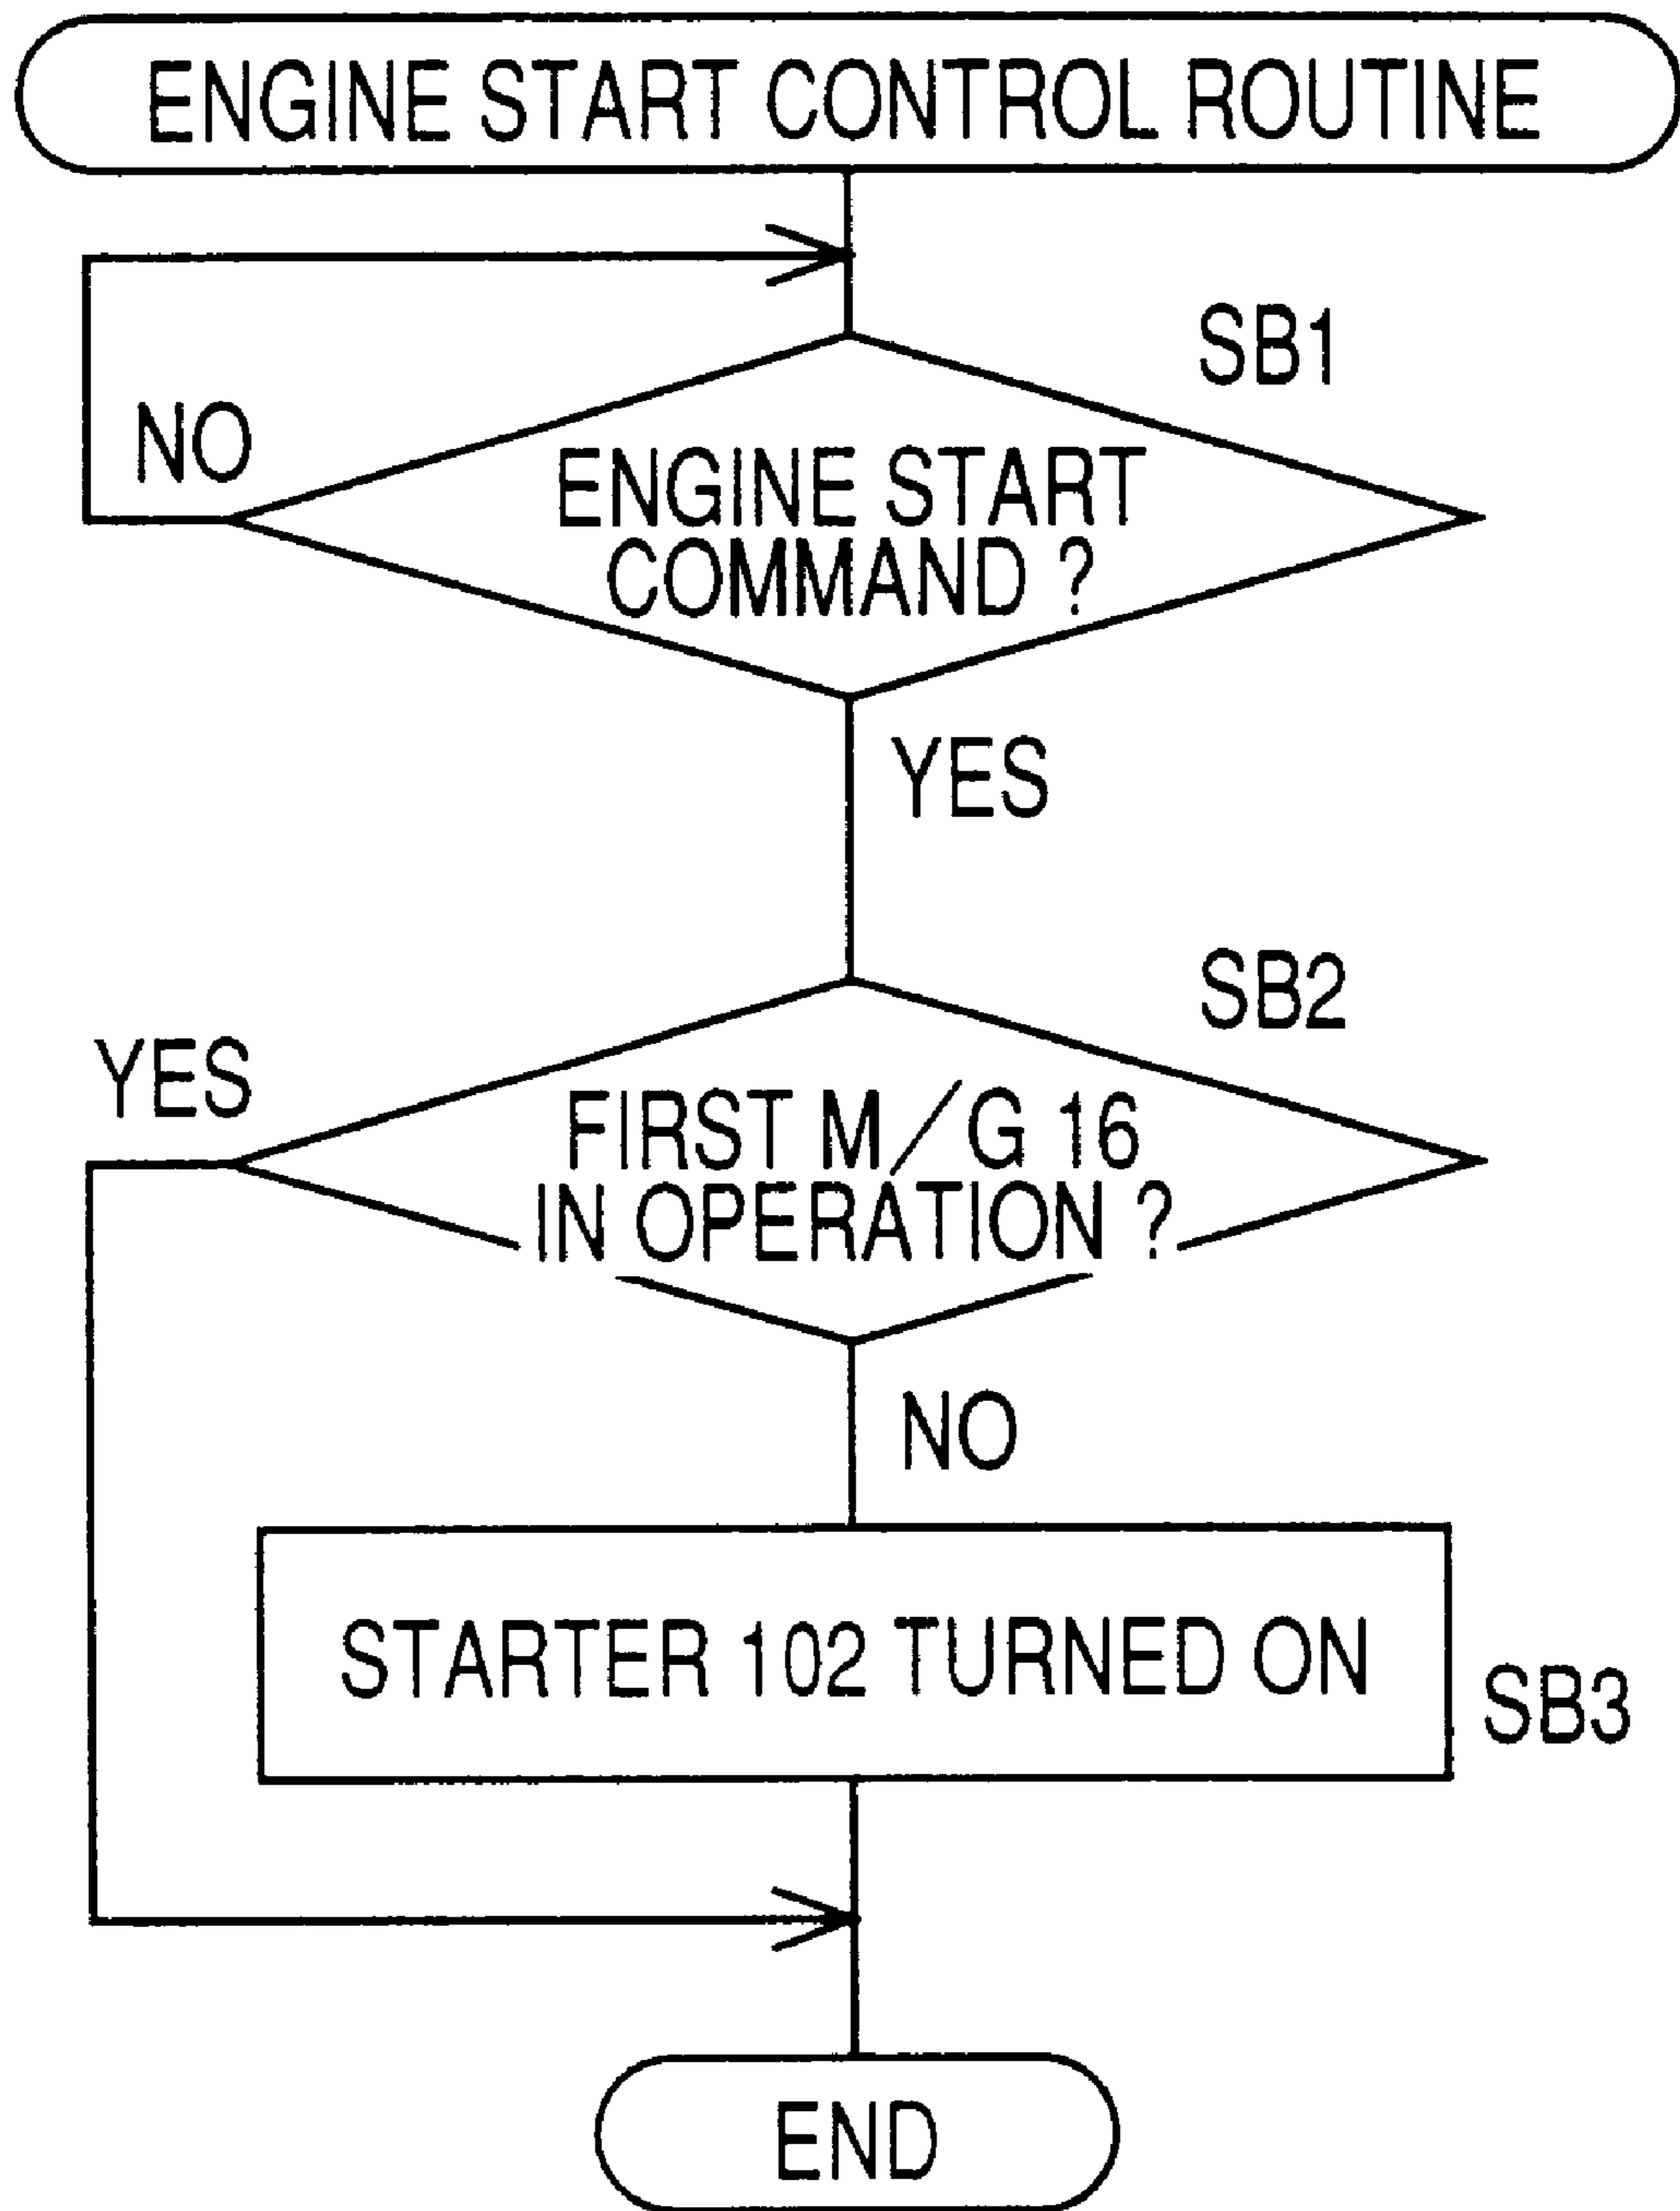 ENGINE START CONTROL ROUTINE
SB1
NO
ENGINE START
COMMAND ?
YES
SB2
YES
FIRST M/G 16
IN OPERATION ?
NO
STARTER 102 TURNED ON
SB3
END